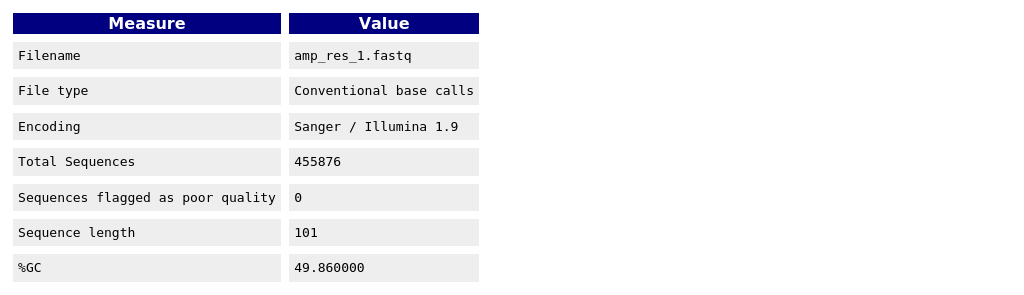 Measure Value
Filename amp_res_1.fastq
File type Conventional base calls
Encoding Sanger / Illumina 1.9
Total Sequences 455876
Sequences flagged as poor quality 0
Sequence length 101
%GC 49.860000